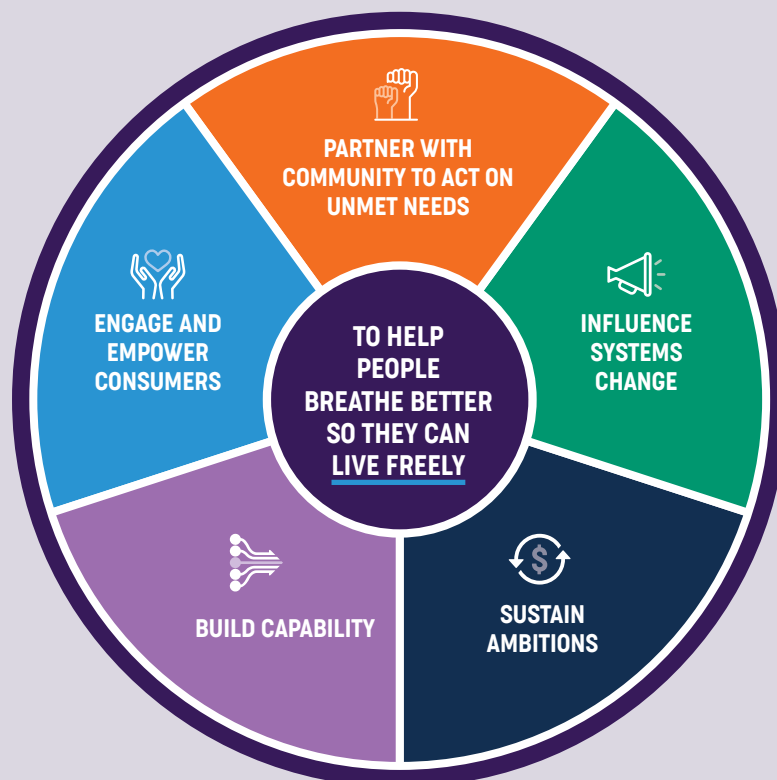 PARTNER WITH
COMMUNITY TO ACT ON
UNMET NEEDS
ENGAGE AND
EMPOWER
CONSUMERS
INFLUENCE
SYSTEMS
CHANGE
TO HELP
PEOPLE
BREATHE BETTER
SO THEY CAN
LIVE FREELY
BUILD CAPABILITY
$
SUSTAIN
AMBITIONS